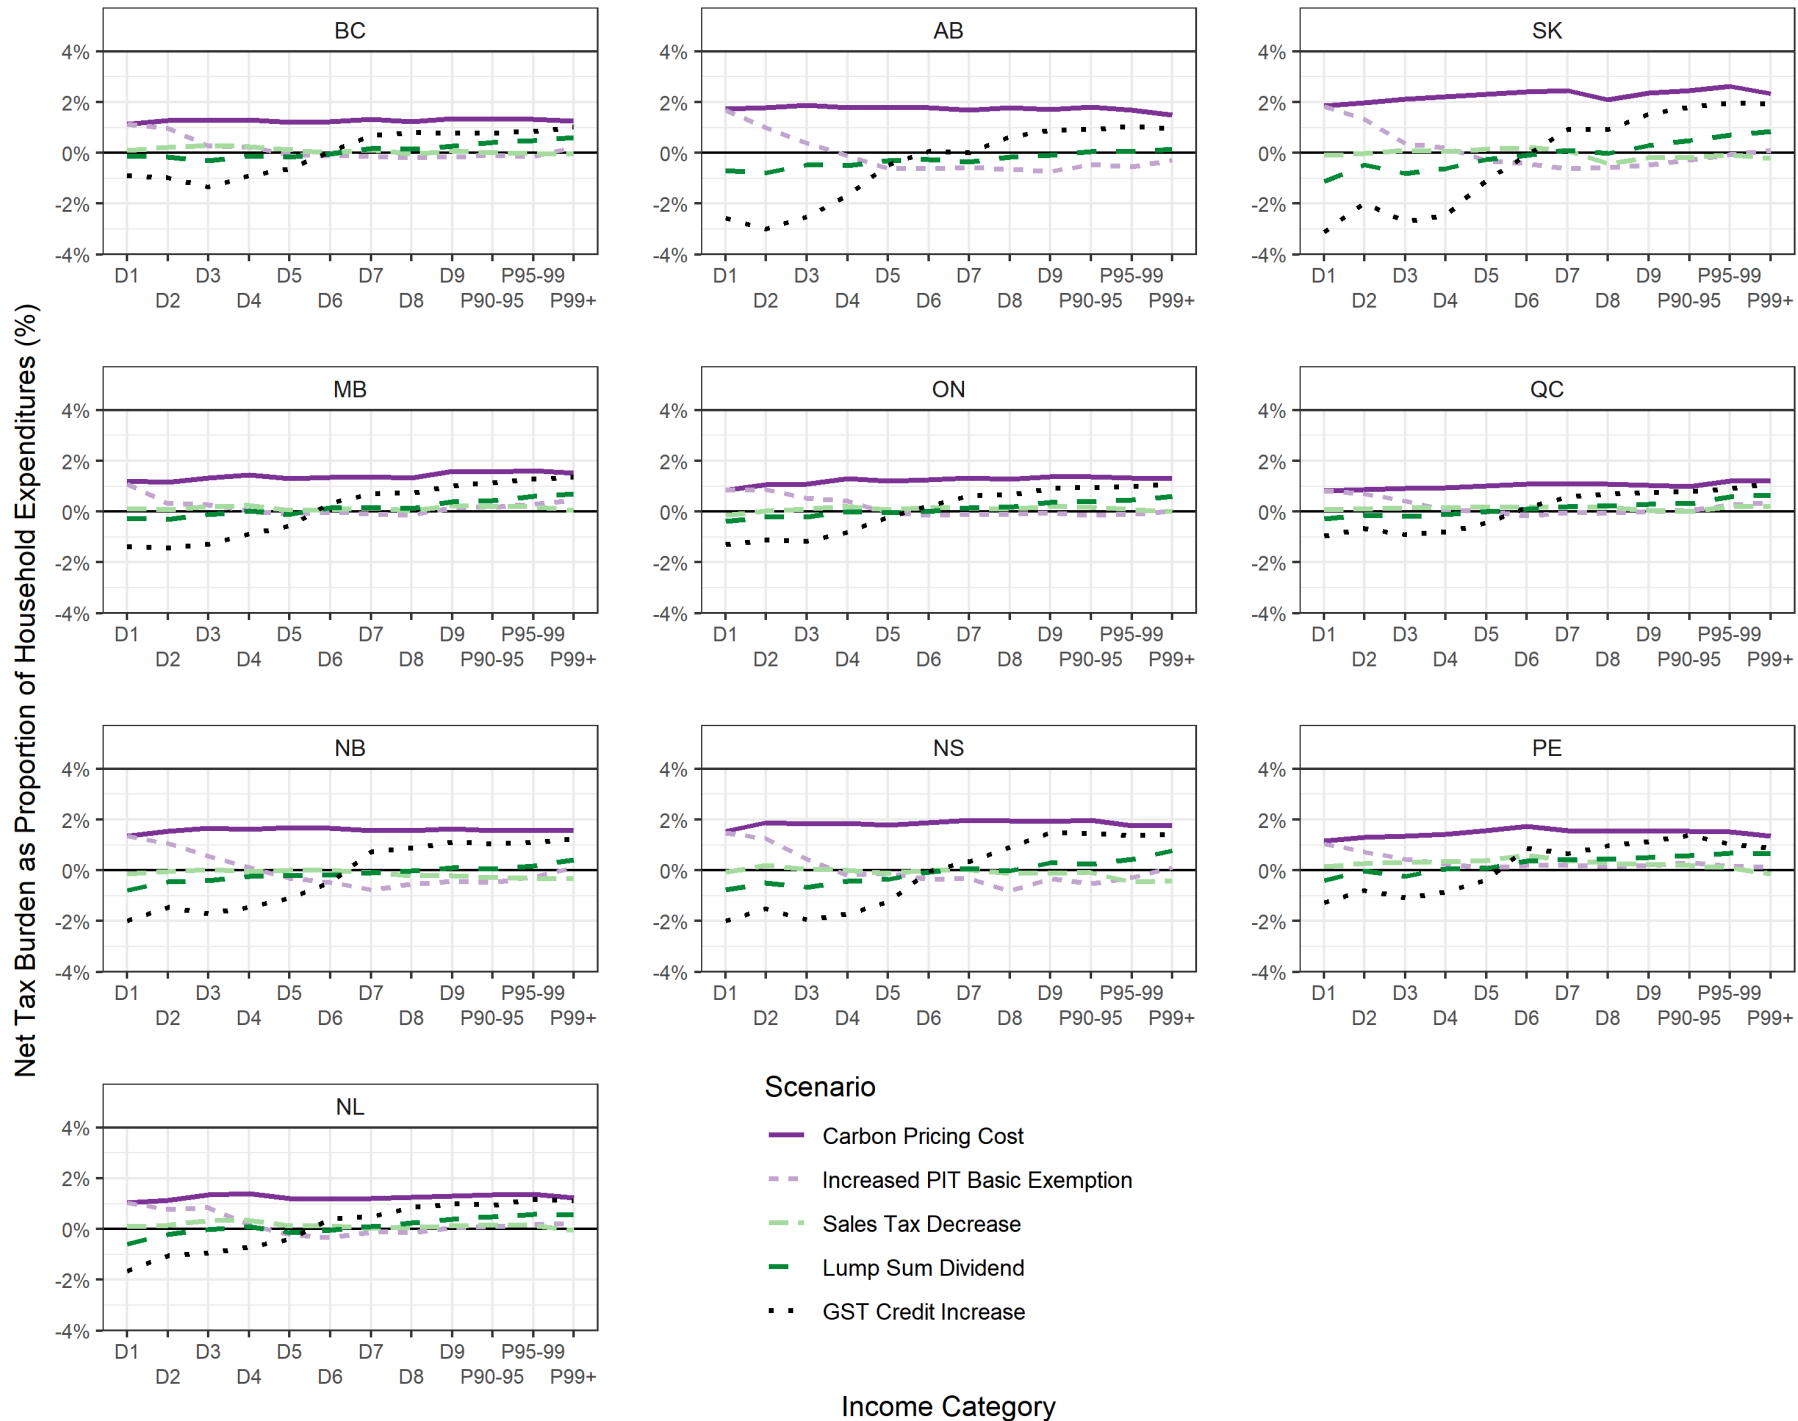 Net Tax Burden as Proportion of Household Expenditures (%)
BC
4%
2%
0%
-2%
-4%
D1 D3 D5 D7 D9 P95-99
D2 D4 D6 D8 P90-95 P99+
AB
4%
2%
0%
-2%
-4%
D1 D3 D5 D7 D9 P95-99
D2 D4 D6 D8 P90-95 P99+
SK
4%
2%
0%
-2%
-4%
D1 D3 D5 D7 D9 P95-99
D2 D4 D6 D8 P90-95 P99+
MB
4%
2%
0%
-2%
-4%
D1 D3 D5 D7 D9 P95-99
D2 D4 D6 D8 P90-95 P99+
ON
4%
2%
0%
-2%
-4%
D1 D3 D5 D7 D9 P95-99
D2 D4 D6 D8 P90-95 P99+
QC
4%
2%
0%
-2%
-4%
D1 D3 D5 D7 D9 P95-99
D2 D4 D6 D8 P90-95 P99+
NB
4%
2%
0%
-2%
-4%
D1 D3 D5 D7 D9 P95-99
D2 D4 D6 D8 P90-95 P99+
NS
4%
2%
0%
-2%
-4%
D1 D3 D5 D7 D9 P95-99
D2 D4 D6 D8 P90-95 P99+
PE
4%
2%
0%
-2%
-4%
D1 D3 D5 D7 D9 P95-99
D2 D4 D6 D8 P90-95 P99+
NL
4%
2%
0%
-2%
-4%
D1 D3 D5 D7 D9 P95-99
D2 D4 D6 D8 P90-95 P99+
Scenario
Carbon Pricing Cost
Increased PIT Basic Exemption
Sales Tax Decrease
Lump Sum Dividend
GST Credit Increase
Income Category